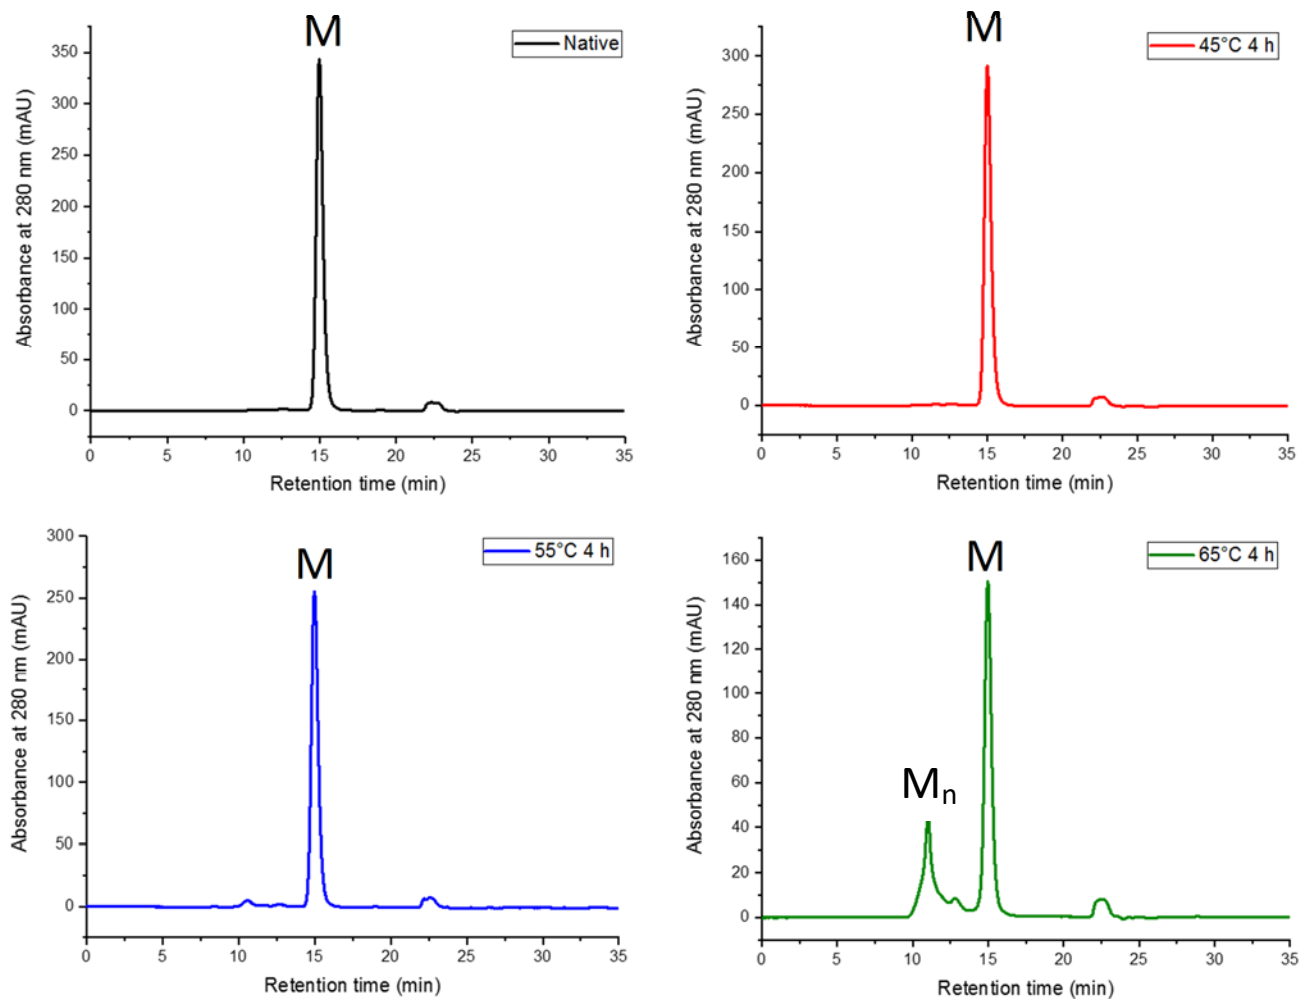 M
Native
Absorbance at 280 nm (mAU)
350
300
250
200
150
100
50
0
0 5 10 15 20 25 30 35
Retention time (min)
M
45°C 4 h
Absorbance at 280 nm (mAU)
300
250
200
150
100
50
0
0 5 10 15 20 25 30 35
Retention time (min)
M
55°C 4 h
Absorbance at 280 nm (mAU)
300
250
200
150
100
50
0
0 5 10 15 20 25 30 35
Retention time (min)
M
65°C 4 h
Mn
Absorbance at 280 nm (mAU)
160
140
120
100
80
60
40
20
0
0 5 10 15 20 25 30 35
Retention time (min)